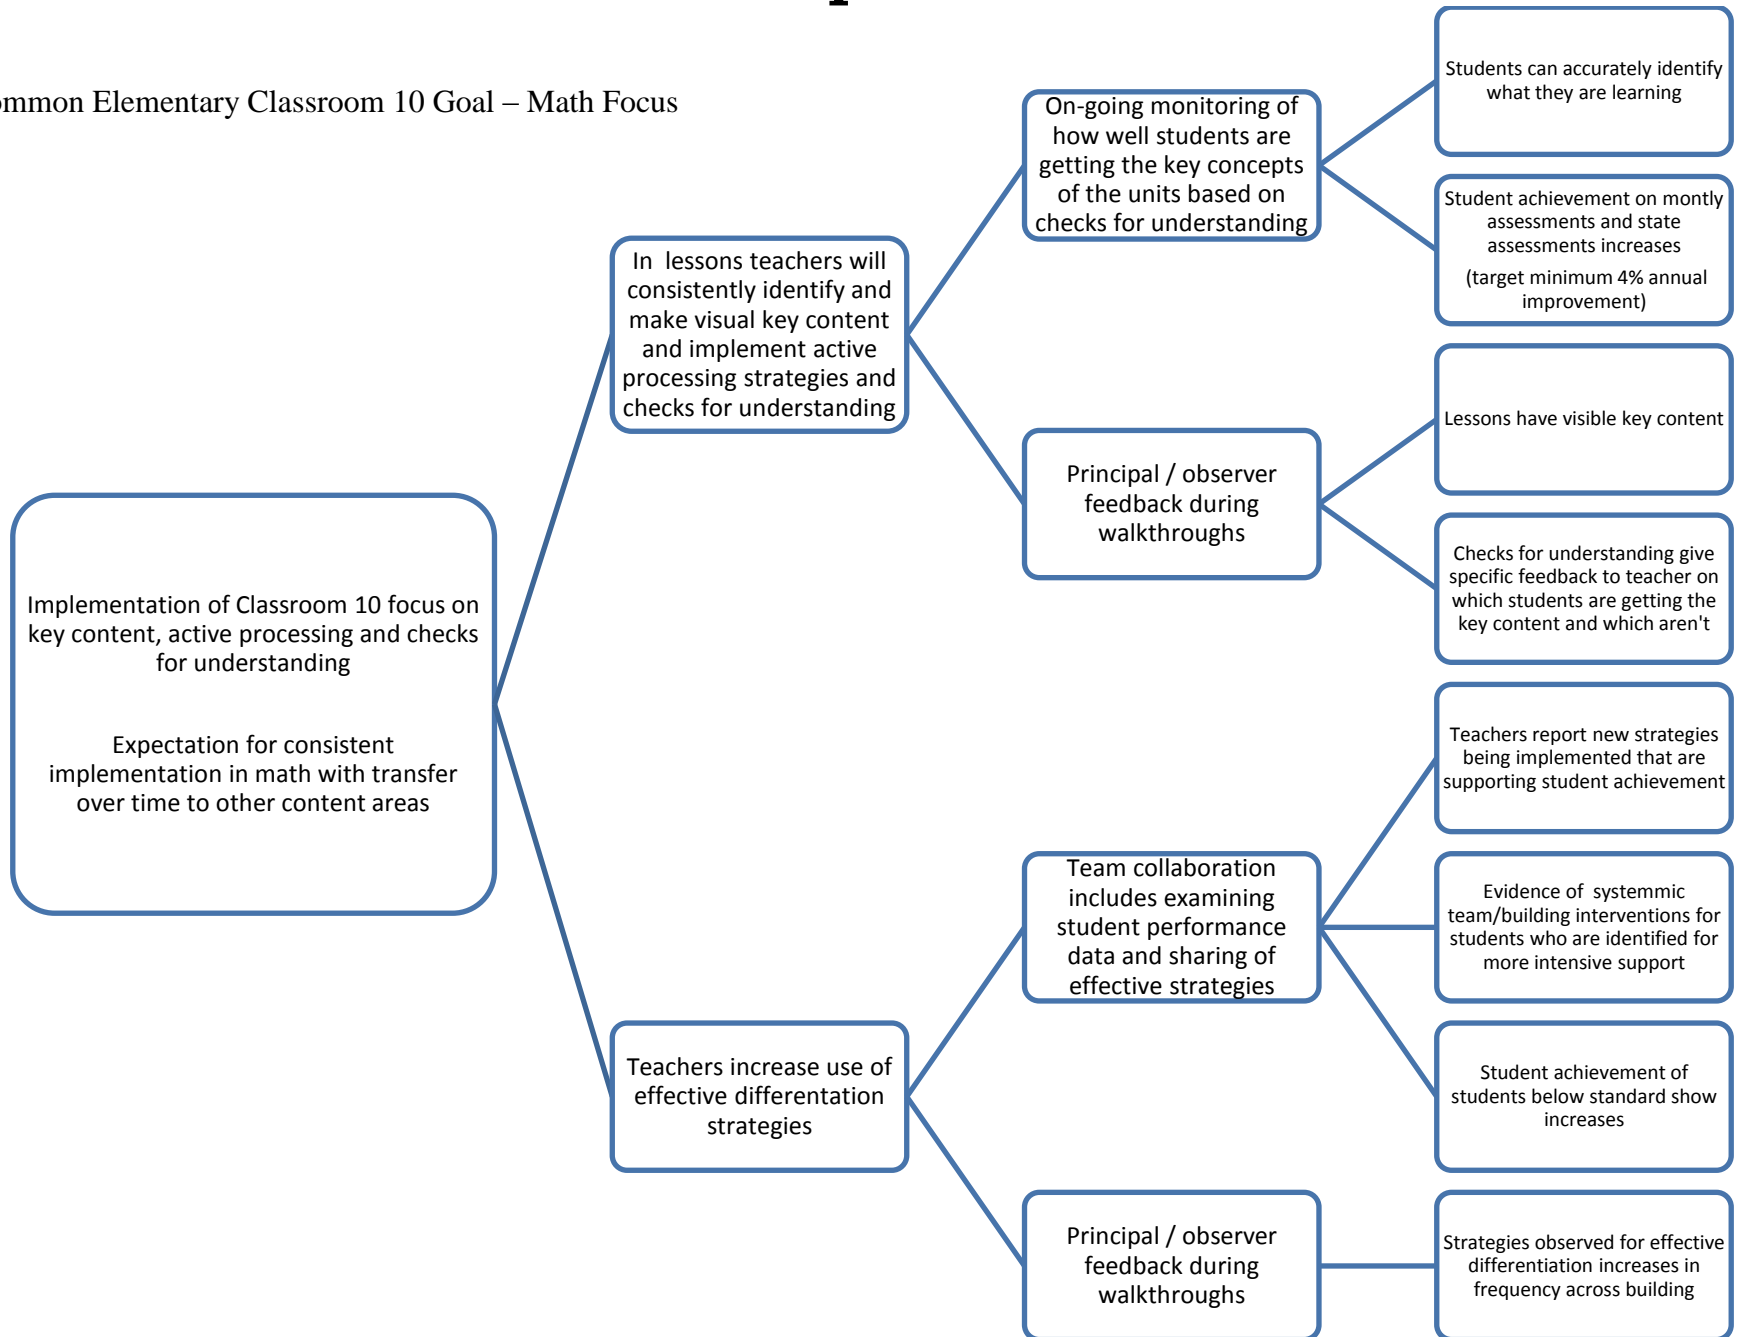 ommon Elementary Classroom 10 Goal – Math Focus
Implementation of Classroom 10 focus on
key content, active processing and checks
for understanding
Expectation for consistent
implementation in math with transfer
over time to other content areas
In lessons teachers will
consistently identify and
make visual key content
and implement active
processing strategies and
checks for understanding
On-going monitoring of
how well students are
getting the key concepts
of the units based on
checks for understanding
Students can accurately identify
what they are learning
Student achievement on montly
assessments and state
assessments increases
(target minimum 4% annual
improvement)
Principal / observer
feedback during
walkthroughs
Lessons have visible key content
Checks for understanding give
specific feedback to teacher on
which students are getting the
key content and which aren't
Teachers increase use of
effective differentation
strategies
Team collaboration
includes examining
student performance
data and sharing of
effective strategies
Teachers report new strategies
being implemented that are
supporting student achievement
Evidence of systemmic
team/building interventions for
students who are identified for
more intensive support
Student achievement of
students below standard show
increases
Principal / observer
feedback during
walkthroughs
Strategies observed for effective
differentiation increases in
frequency across building